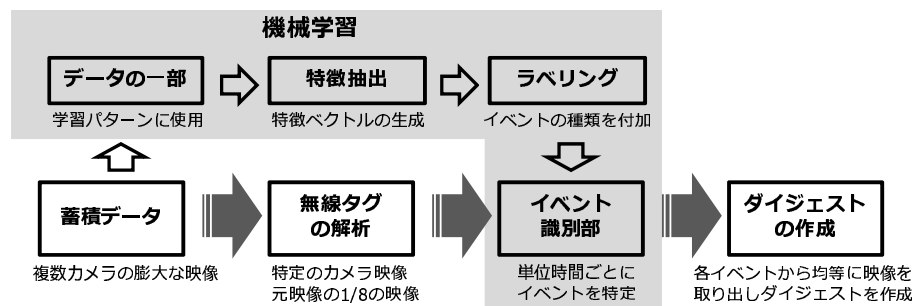 機械学習
データの一部
特徴抽出
ラベリング
学習パターンに使用
特徴ベクトルの生成
イベントの種類を付加
蓄積データ
無線タグ
の解析
イベント
識別部
ダイジェスト
の作成
複数カメラの膨大な映像
特定のカメラ映像
元映像の1/8の映像
単位時間ごとに
イベントを特定
各イベントから均等に映像を
取り出しダイジェストを作成